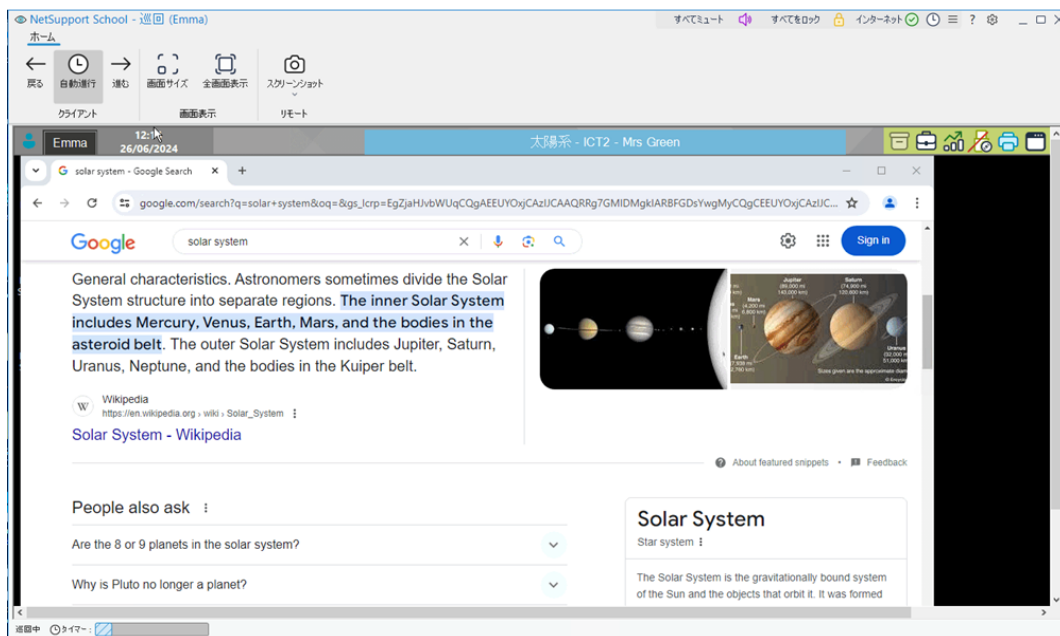 NetSupport School - 巡回 (Emma)
すべてミュート すべてをロック インターネット
ホーム
戻る 自動進行 進む 画面サイズ 全画面表示 スクリーンショット
クライアント 画面表示 リモート
Emma
26/06/2024
太陽系 - ICT2 - Mrs Green
solar system - Google Search
Google
solar system
Sign in
General characteristics. Astronomers sometimes divide the Solar
System structure into separate regions. The inner Solar System
includes Mercury, Venus, Earth, Mars, and the bodies in the
asteroid belt. The outer Solar System includes Jupiter, Saturn,
Uranus, Neptune, and the bodies in the Kuiper belt.
Jupiter
Saturn
Mars
Earth
Uranus
W
Wikipedia
https://en.wikipedia.org › wiki › Solar_System
Solar System - Wikipedia
About featured snippets • Feedback
People also ask
Are the 8 or 9 planets in the solar system?
Why is Pluto no longer a planet?
Solar System
Star system
The Solar System is the gravitationally bound system
of the Sun and the objects that orbit it. It was formed
巡回中 タイマー: